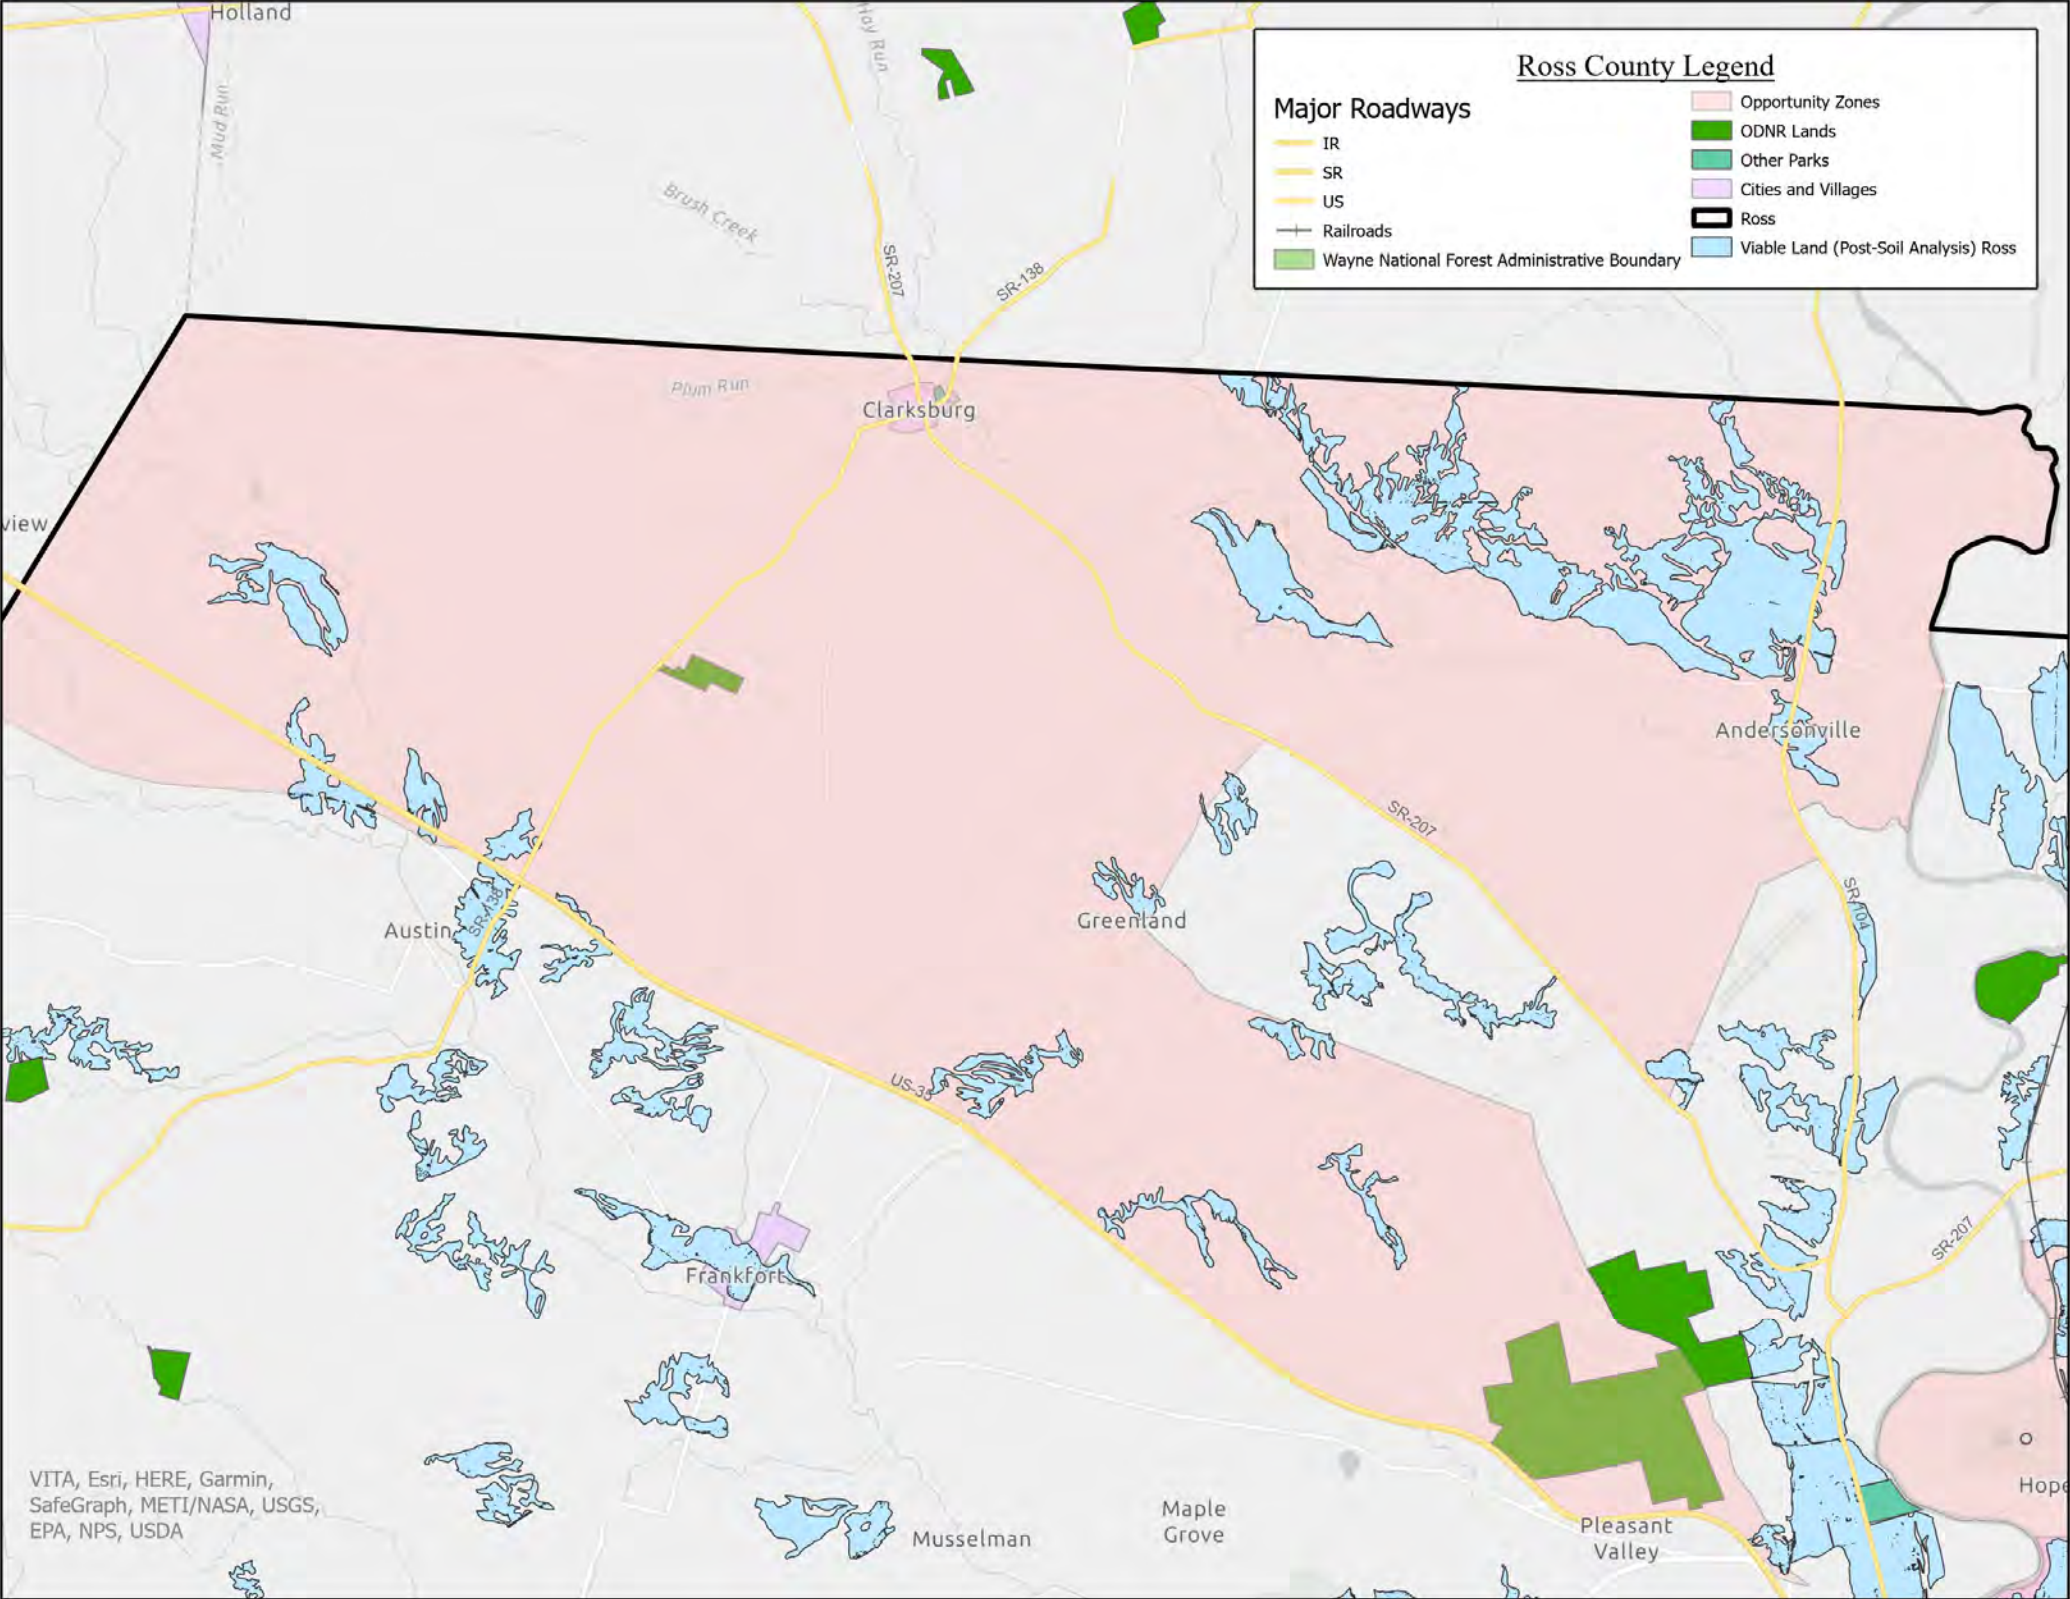 Holland
Hay Run
Mud Run
Brush Creek
SR-207
SR-138
Ross County Legend
Major Roadways
IR
SR
US
Railroads
Wayne National Forest Administrative Boundary
Opportunity Zones
ODNR Lands
Other Parks
Cities and Villages
Ross
Viable Land (Post-Soil Analysis) Ross
Plum Run
Clarksburg
view
Andersonville
SR-207
SR-138
Austin
Greenland
SR-104
US-35
Frankfort
SR-207
VITA, Esri, HERE, Garmin,
SafeGraph, METI/NASA, USGS,
EPA, NPS, USDA
Musselman
Maple
Grove
Pleasant
Valley
Hope